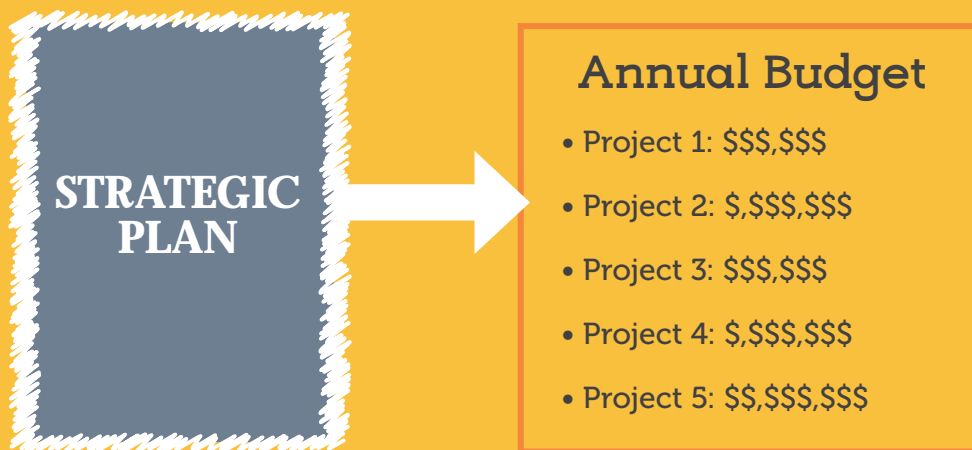 STRATEGIC
PLAN
Annual Budget
• Project 1: $$$,$$$
• Project 2: $,$$$,$$$
• Project 3: $$$,$$$
• Project 4: $,$$$,$$$
• Project 5: $$,$$$,$$$